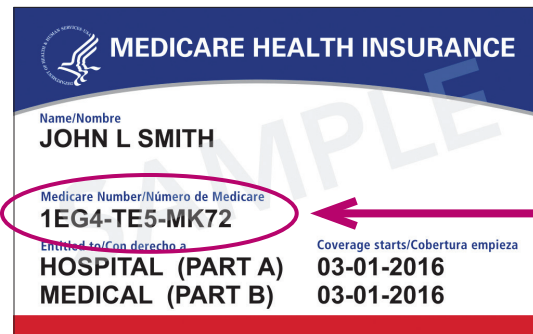 MEDICARE HEALTH INSURANCE
Name/Nombre
JOHN L SMITH
Medicare Number/Número de Medicare
1EG4-TE5-MK72
Entitled to/Con derecho a
Coverage starts/Cobertura empieza
HOSPITAL (PART A) 03-01-2016
MEDICAL (PART B) 03-01-2016
SAMPLE